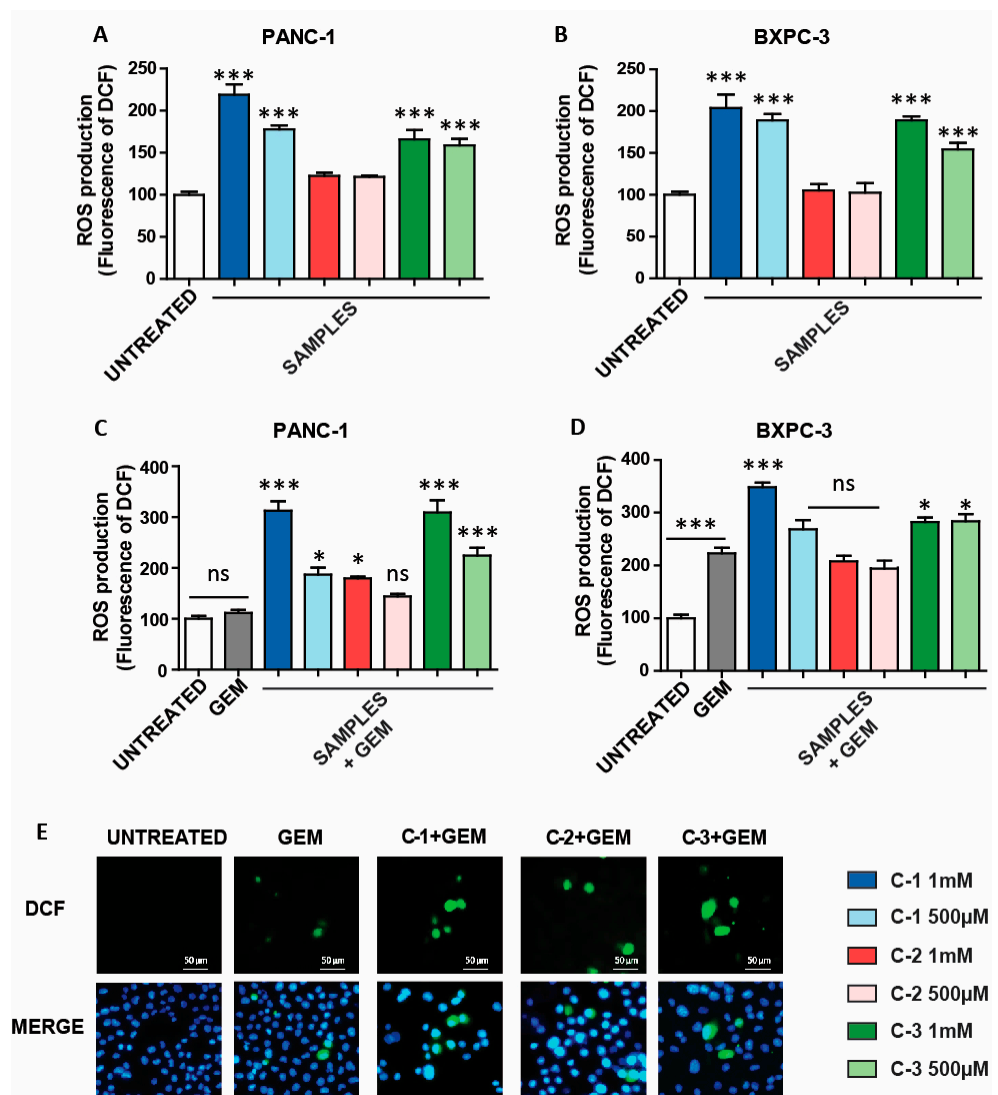 A
PANC-1
ROS production
(Fluorescence of DCF)
250
200
150
100
50
0
***
***
***
***
UNTREATED
SAMPLES
B
BXPC-3
ROS production
(Fluorescence of DCF)
250
200
150
100
50
0
***
***
***
***
UNTREATED
SAMPLES
C
PANC-1
ROS production
(Fluorescence of DCF)
400
300
200
100
0
ns
***
*
*
ns
***
***
UNTREATED
GEM
SAMPLES
+ GEM
D
BXPC-3
ROS production
(Fluorescence of DCF)
400
300
200
100
0
***
***
ns
*
*
UNTREATED
GEM
SAMPLES
+ GEM
E
UNTREATED
GEM
C-1+GEM
C-2+GEM
C-3+GEM
DCF
50 µm
50 µm
50 µm
50 µm
50 µm
MERGE
C-1 1mM
C-1 500µM
C-2 1mM
C-2 500µM
C-3 1mM
C-3 500µM